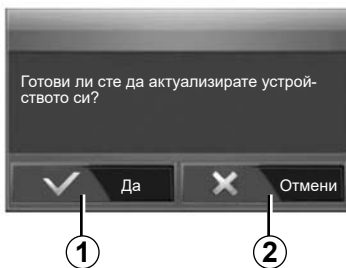 Готови ли сте да актуализирате устрой-
ството си?
Да
Отмени
1
2